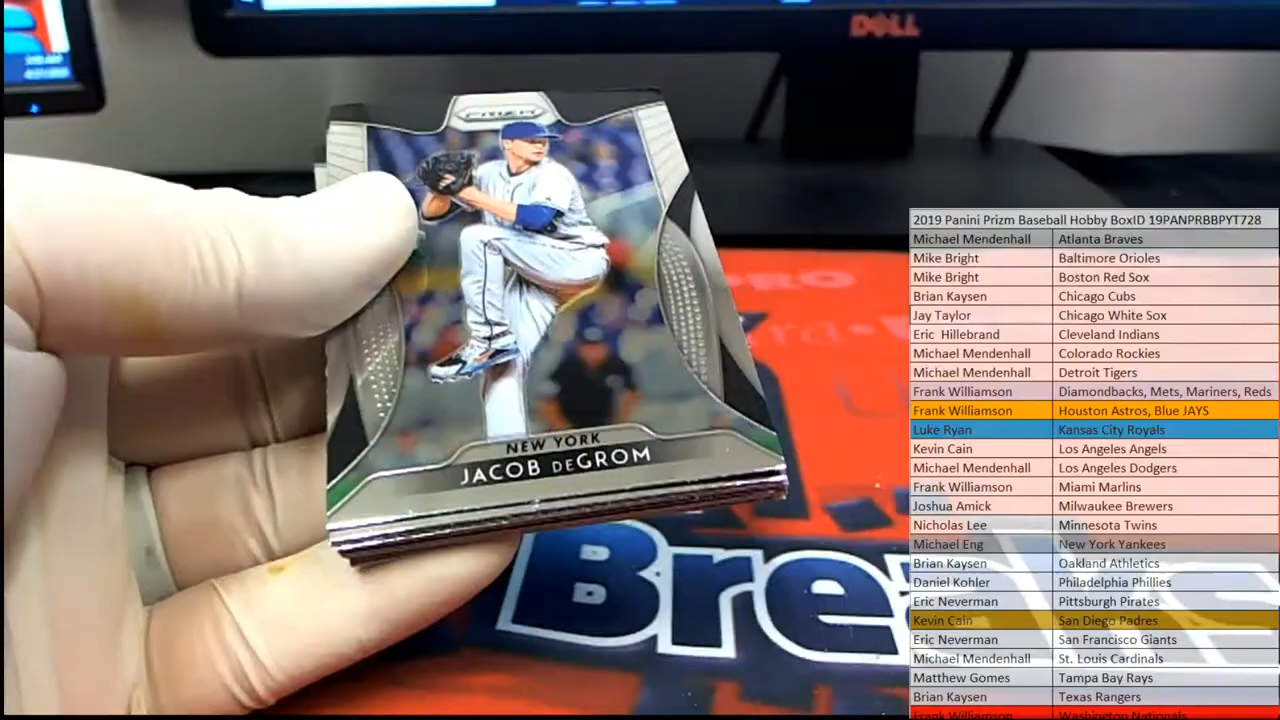 DELL
PRIZM
NEW YORK
JACOB DEGROM
PRO
Brea
2019 Panini Prizm Baseball Hobby BoxID 19PANPRBBPYT728
Michael Mendenhall Atlanta Braves
Mike Bright Baltimore Orioles
Mike Bright Boston Red Sox
Brian Kaysen Chicago Cubs
Jay Taylor Chicago White Sox
Eric Hillebrand Cleveland Indians
Michael Mendenhall Colorado Rockies
Michael Mendenhall Detroit Tigers
Frank Williamson Diamondbacks, Mets, Mariners, Reds
Frank Williamson Houston Astros, Blue JAYS
Luke Ryan Kansas City Royals
Kevin Cain Los Angeles Angels
Michael Mendenhall Los Angeles Dodgers
Frank Williamson Miami Marlins
Joshua Amick Milwaukee Brewers
Nicholas Lee Minnesota Twins
Michael Eng New York Yankees
Brian Kaysen Oakland Athletics
Daniel Kohler Philadelphia Phillies
Eric Neverman Pittsburgh Pirates
Kevin Cain San Diego Padres
Eric Neverman San Francisco Giants
Michael Mendenhall St. Louis Cardinals
Matthew Gomes Tampa Bay Rays
Brian Kaysen Texas Rangers
Frank Williamson Washington Nationals